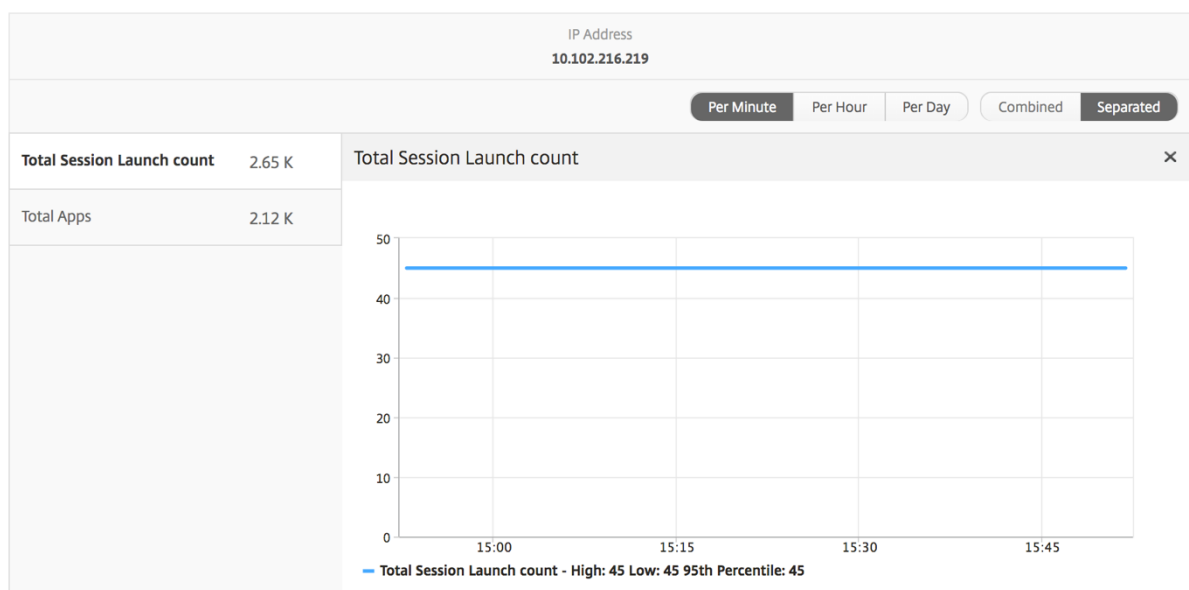 IP Address
10.102.216.219
Per Minute Per Hour Per Day Combined Separated
Total Session Launch count 2.65 K
Total Apps 2.12 K
Total Session Launch count ×
50
40
30
20
10
0
15:00 15:15 15:30 15:45
Total Session Launch count - High: 45 Low: 45 95th Percentile: 45